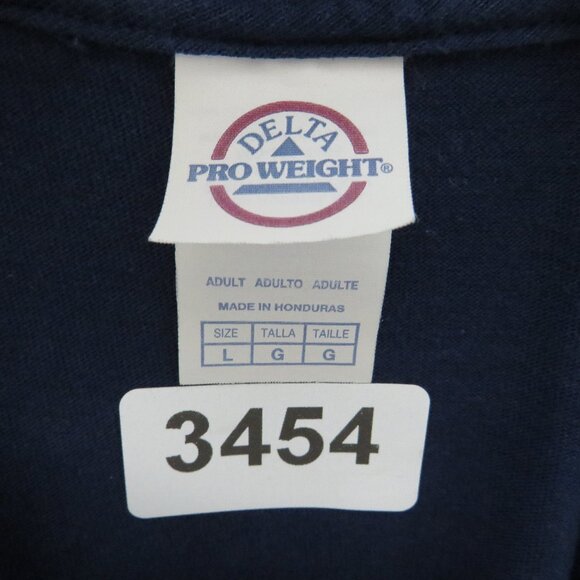 DELTA
PRO WEIGHT®
ADULT ADULTO ADULTE
MADE IN HONDURAS
SIZE TALLA TAILLE
L G G
3454